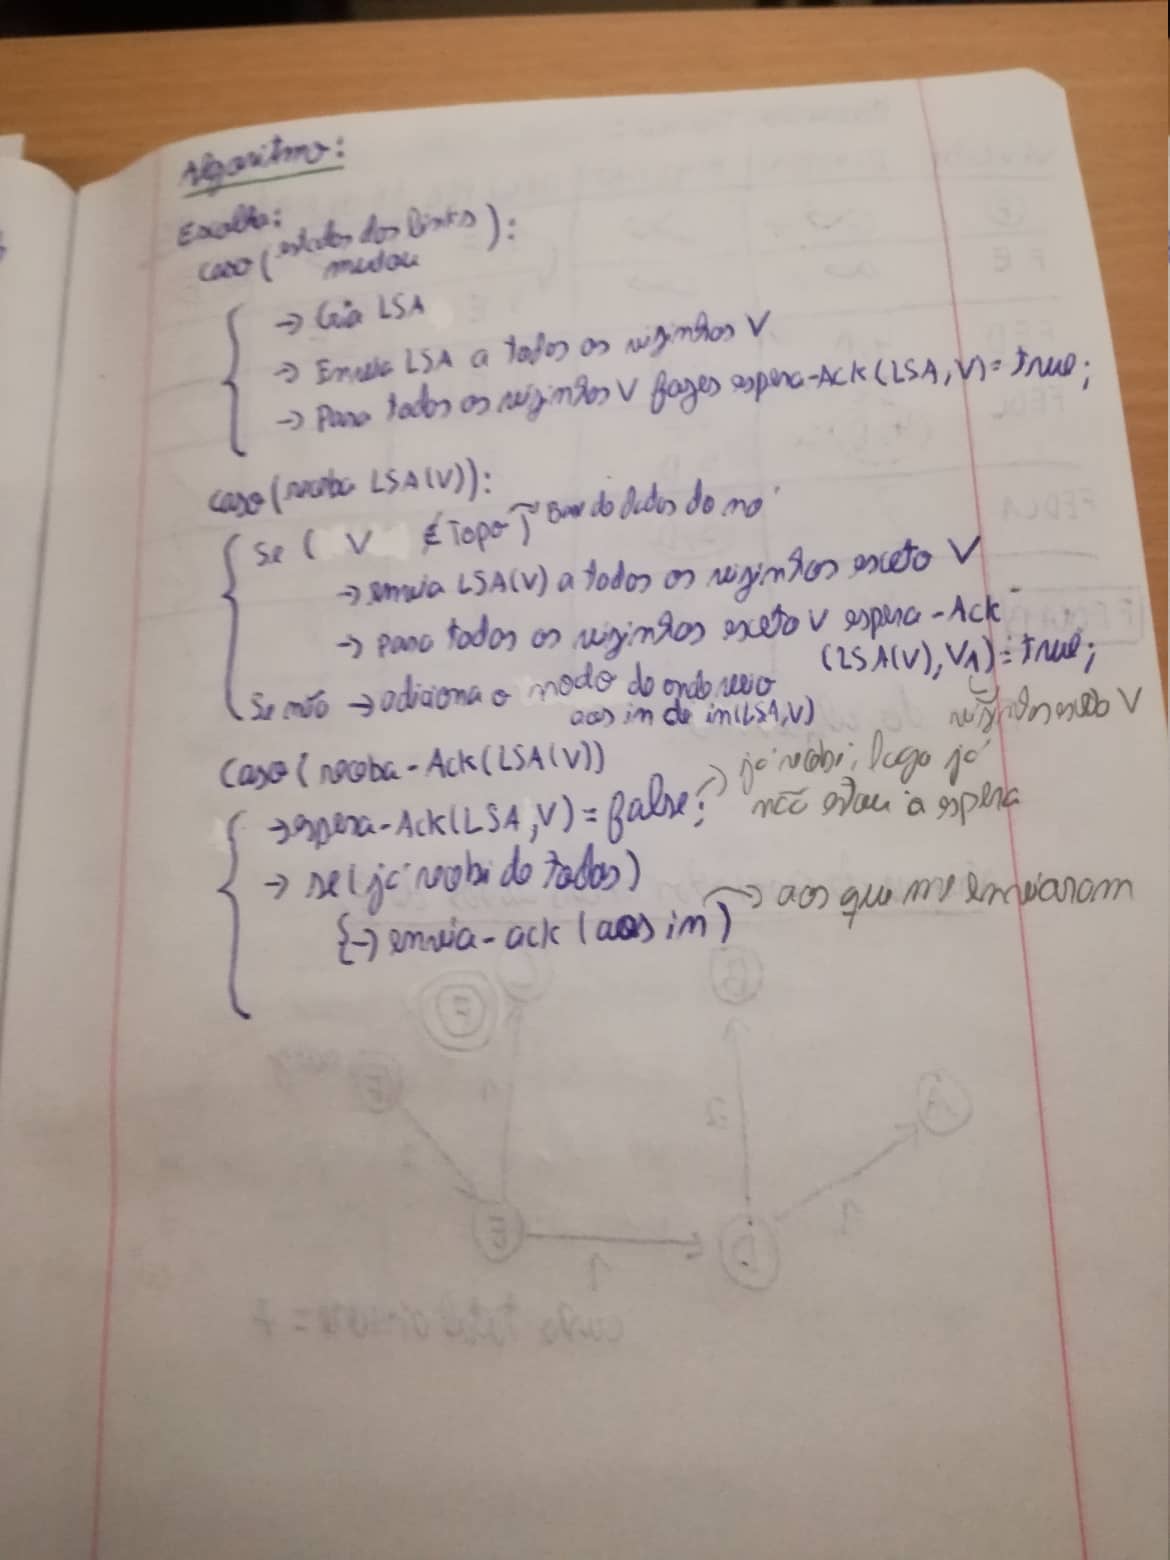 Algoritmo:
Escolha:
caso (estados dos links mudou):
→ Cria LSA
→ Envia LSA a todos os vizinhos V
→ Para todos os vizinhos V fazes espera-Ack(LSA, V) = true;
caso (receba LSA(V)):
Se ( V ∉ Topo) → Base de dados do nó
→ envia LSA(V) a todos os vizinhos exceto V
→ para todos os vizinhos exceto V espera-Ack
(LSA(V), V1) = true;
Se não → adiciona o nodo de onde veio
aos in de in(LSA,V)
vizinhos exceto V
Caso (receba-Ack(LSA(V))
→ espera-Ack(LSA, V) = false; → já recebi, logo já
não estou à espera
→ se (já recebi de todos)
{→ envia-ack (aos in) → aos que me enviaram